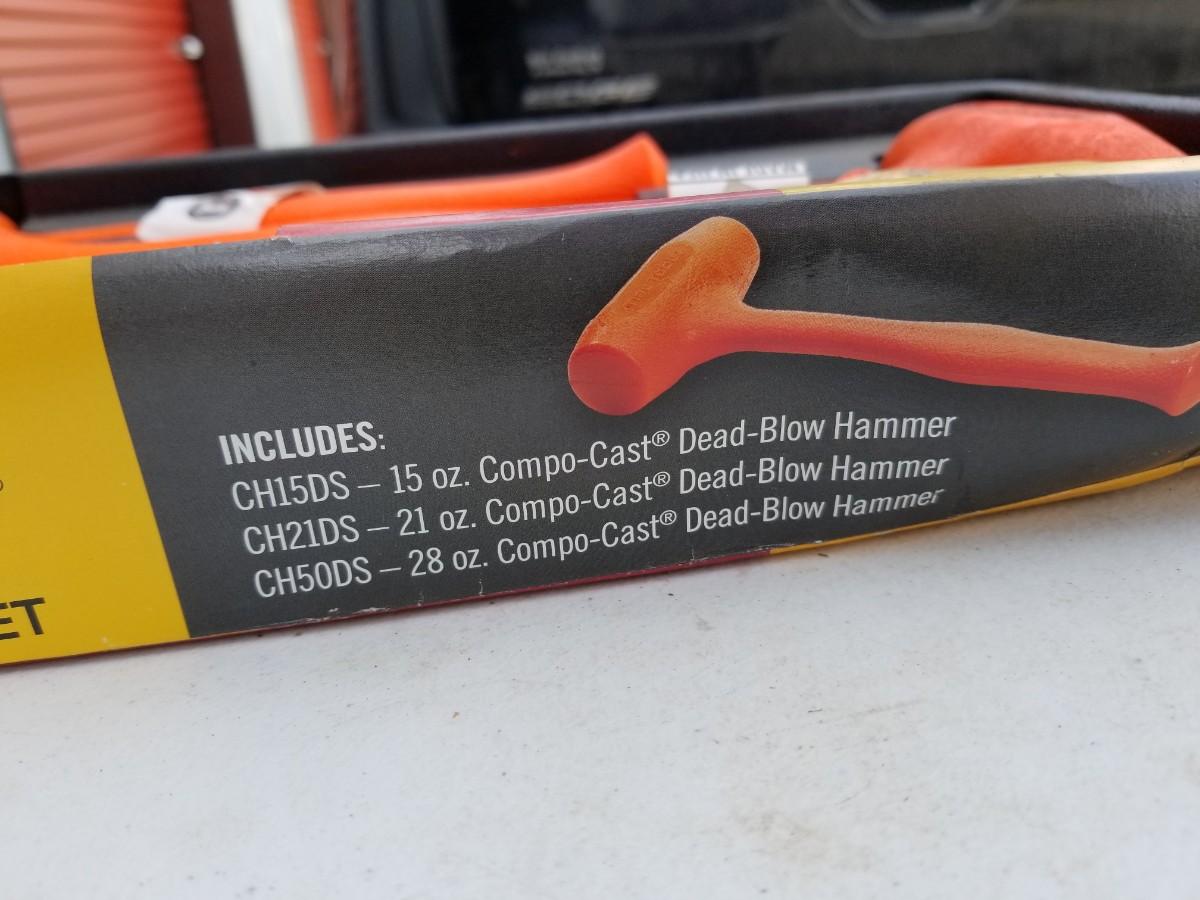 INCLUDES:
CH15DS – 15 oz. Compo-Cast® Dead-Blow Hammer
CH21DS – 21 oz. Compo-Cast® Dead-Blow Hammer
CH50DS – 28 oz. Compo-Cast® Dead-Blow Hammer
ET